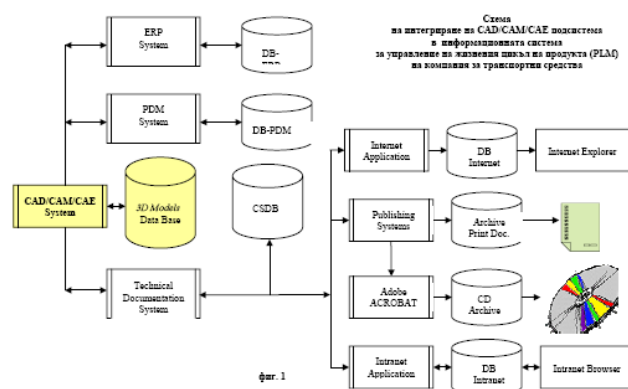 Схема
на интегриране на CAD/CAM/CAE подсистема
в информационната система
за управление на жизнения цикъл на продукта (PLM)
на компания за транспортни средства
ERP
System
DB-
PDM
System
DB-PDM
CAD/CAM/CAE
System
3D Models
Data Base
CSDB
Technical
Documentation
System
Internet
Application
DB
Internet
Internet Explorer
Publishing
Systems
Archive
Print Doc.
Adobe
ACROBAT
CD
Archive
Intranet
Application
DB
Intranet
Intranet Browser
фиг. 1